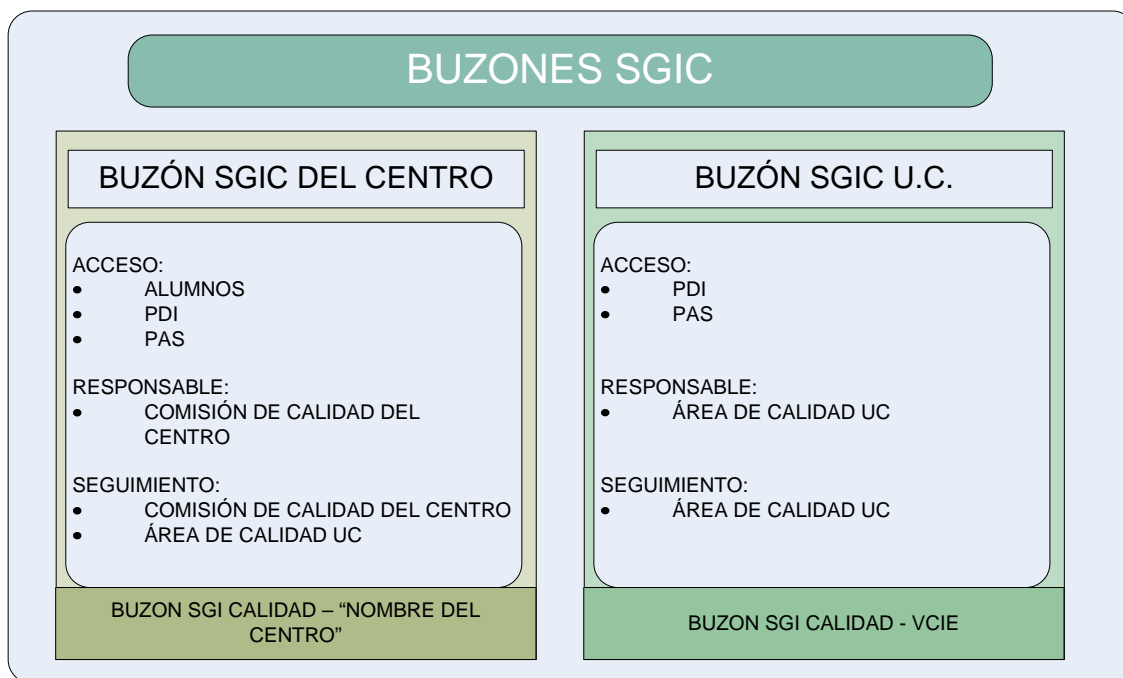 BUZONES SGIC
BUZÓN SGIC DEL CENTRO
ACCESO:
• ALUMNOS
• PDI
• PAS
RESPONSABLE:
• COMISIÓN DE CALIDAD DEL
CENTRO
SEGUIMIENTO:
• COMISIÓN DE CALIDAD DEL CENTRO
• ÁREA DE CALIDAD UC
BUZON SGI CALIDAD – “NOMBRE DEL
CENTRO”
BUZÓN SGIC U.C.
ACCESO:
• PDI
• PAS
RESPONSABLE:
• ÁREA DE CALIDAD UC
SEGUIMIENTO:
• ÁREA DE CALIDAD UC
BUZON SGI CALIDAD - VCIE